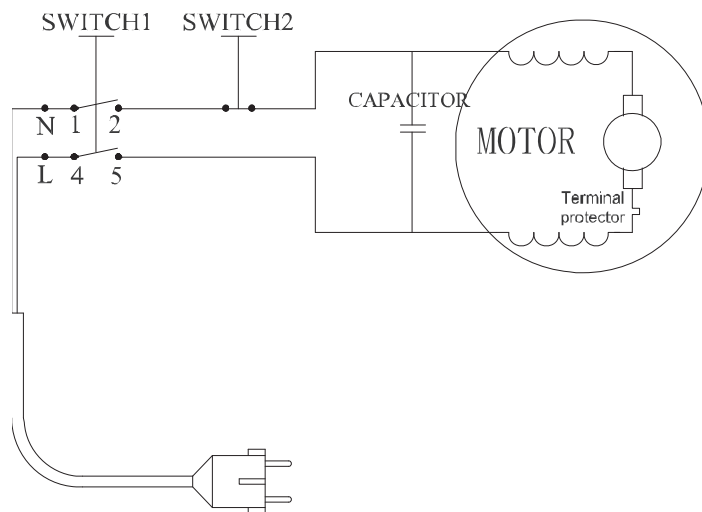 SWITCH1 SWITCH2
CAPACITOR
N 1 2
MOTOR
L 4 5
Terminal
protector